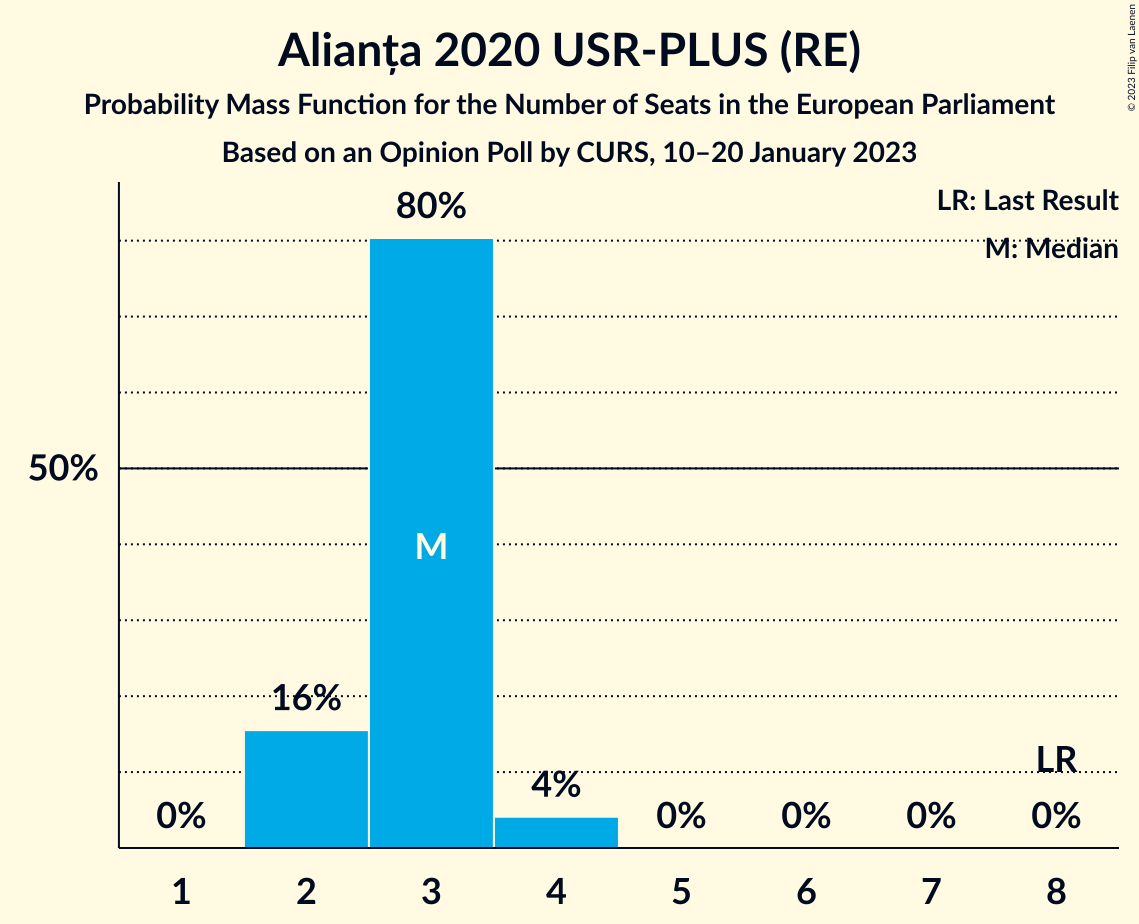 Alianța 2020 USR-PLUS (RE)
Probability Mass Function for the Number of Seats in the European Parliament
Based on an Opinion Poll by CURS, 10–20 January 2023
© 2023 Filip van Laenen
LR: Last Result
M: Median
80%
50%
M
16%
4%
LR
0%
0%
0%
0%
0%
1 2 3 4 5 6 7 8